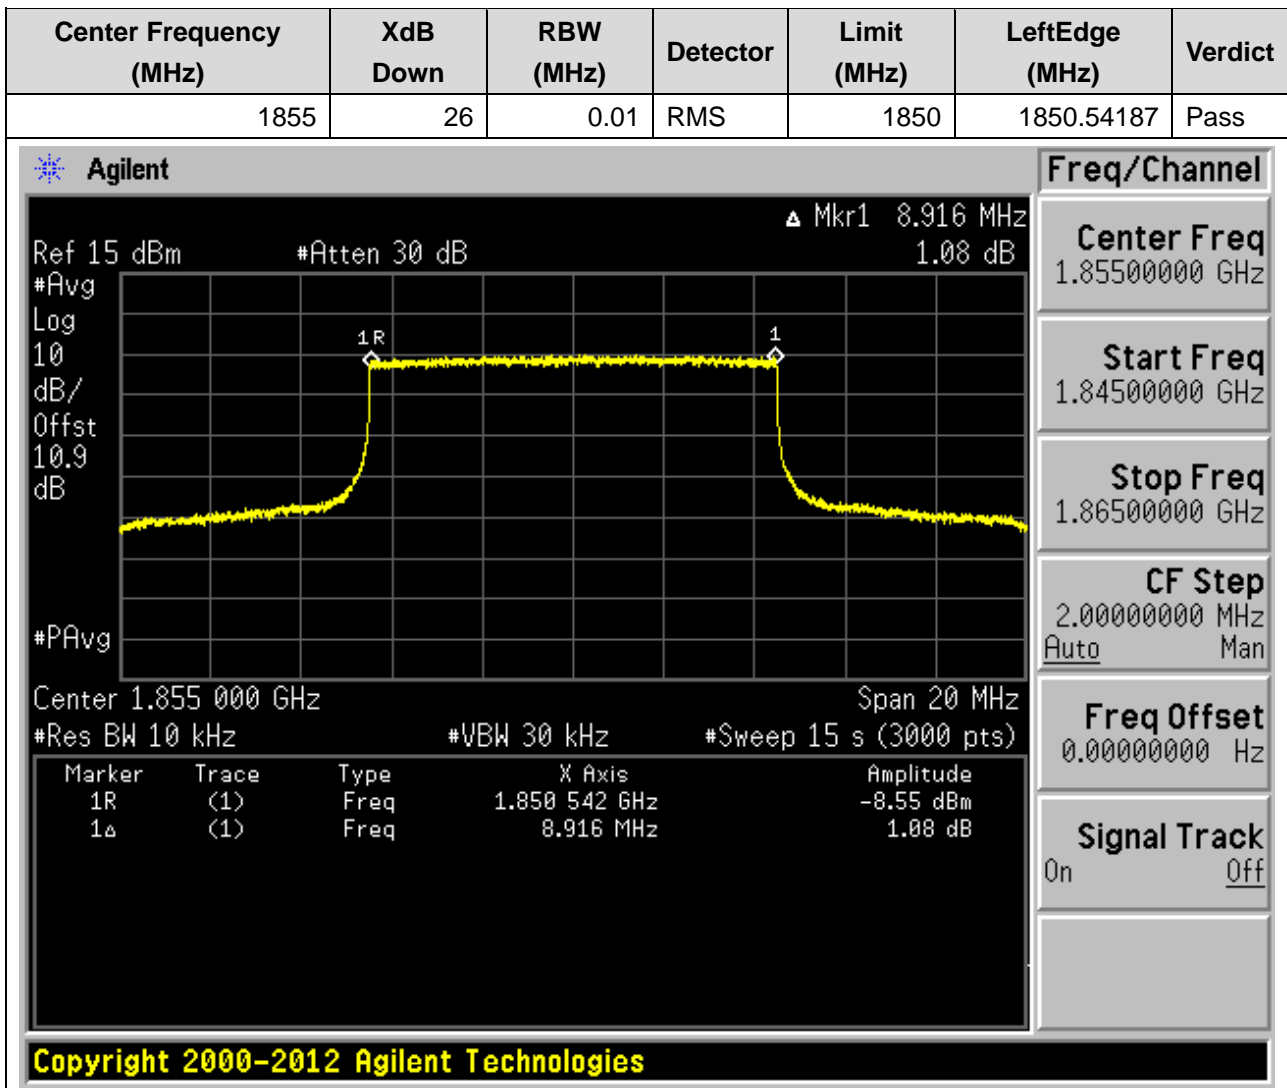 Center Frequency (MHz) XdB Down RBW (MHz) Detector Limit (MHz) LeftEdge (MHz) Verdict
1855 26 0.01 RMS 1850 1850.54187 Pass
Agilent
Freq/Channel
Δ Mkr1 8.916 MHz
Ref 15 dBm #Atten 30 dB 1.08 dB
#Avg
Log
10
dB/
Offst
10.9
dB
#PAvg
1R
1
Center 1.855 000 GHz Span 20 MHz
#Res BW 10 kHz #VBW 30 kHz #Sweep 15 s (3000 pts)
Marker Trace Type X Axis Amplitude
1R (1) Freq 1.850 542 GHz -8.55 dBm
1Δ (1) Freq 8.916 MHz 1.08 dB
Center Freq
1.85500000 GHz
Start Freq
1.84500000 GHz
Stop Freq
1.86500000 GHz
CF Step
2.00000000 MHz
Auto Man
Freq Offset
0.00000000 Hz
Signal Track
On Off
Copyright 2000-2012 Agilent Technologies